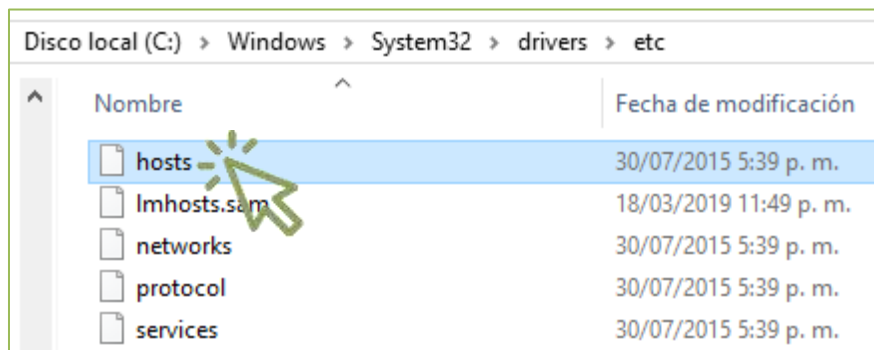 Disco local (C:) > Windows > System32 > drivers > etc
Nombre Fecha de modificación
hosts 30/07/2015 5:39 p. m.
lmhosts.sam 18/03/2019 11:49 p. m.
networks 30/07/2015 5:39 p. m.
protocol 30/07/2015 5:39 p. m.
services 30/07/2015 5:39 p. m.